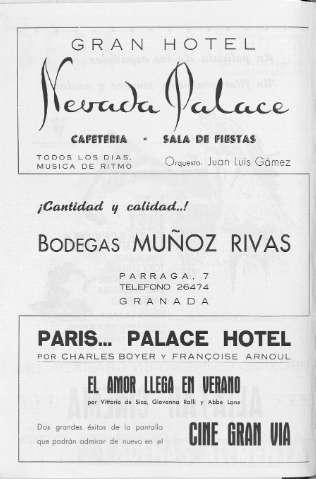 GRAN HOTEL
Nevada Palace
CAFETERIA - SALA DE FIESTAS
TODOS LOS DIAS,
MUSICA DE RITMO
Orquesta: Juan Luis Gámez
¡Cantidad y calidad..!
BODEGAS MUÑOZ RIVAS
PARRAGA, 7
TELEFONO 26474
GRANADA
PARIS... PALACE HOTEL
POR CHARLES BOYER Y FRANÇOISE ARNOUL
EL AMOR LLEGA EN VERANO
por Vittorio de Sica, Giovanna Ralli y Abbe Lane
Dos grandes éxitos de la pantalla
que podrán admirar de nuevo en el
CINE GRAN VIA